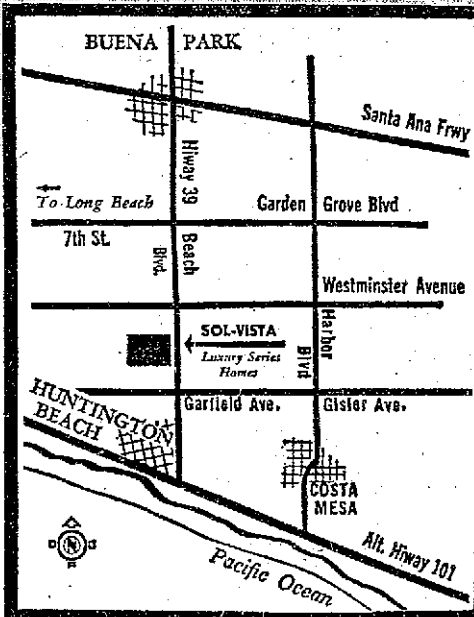 BUENA PARK
Santa Ana Frwy
Hiway 39
To Long Beach
Garden Grove Blvd
7th St.
Beach Blvd.
Westminster Avenue
SOL-VISTA
Luxury Series
Homes
Harbor Blvd
HUNTINGTON
BEACH
Garfield Ave.
Gisler Ave.
COSTA
MESA
Alt. Hiway 101
N
Pacific Ocean